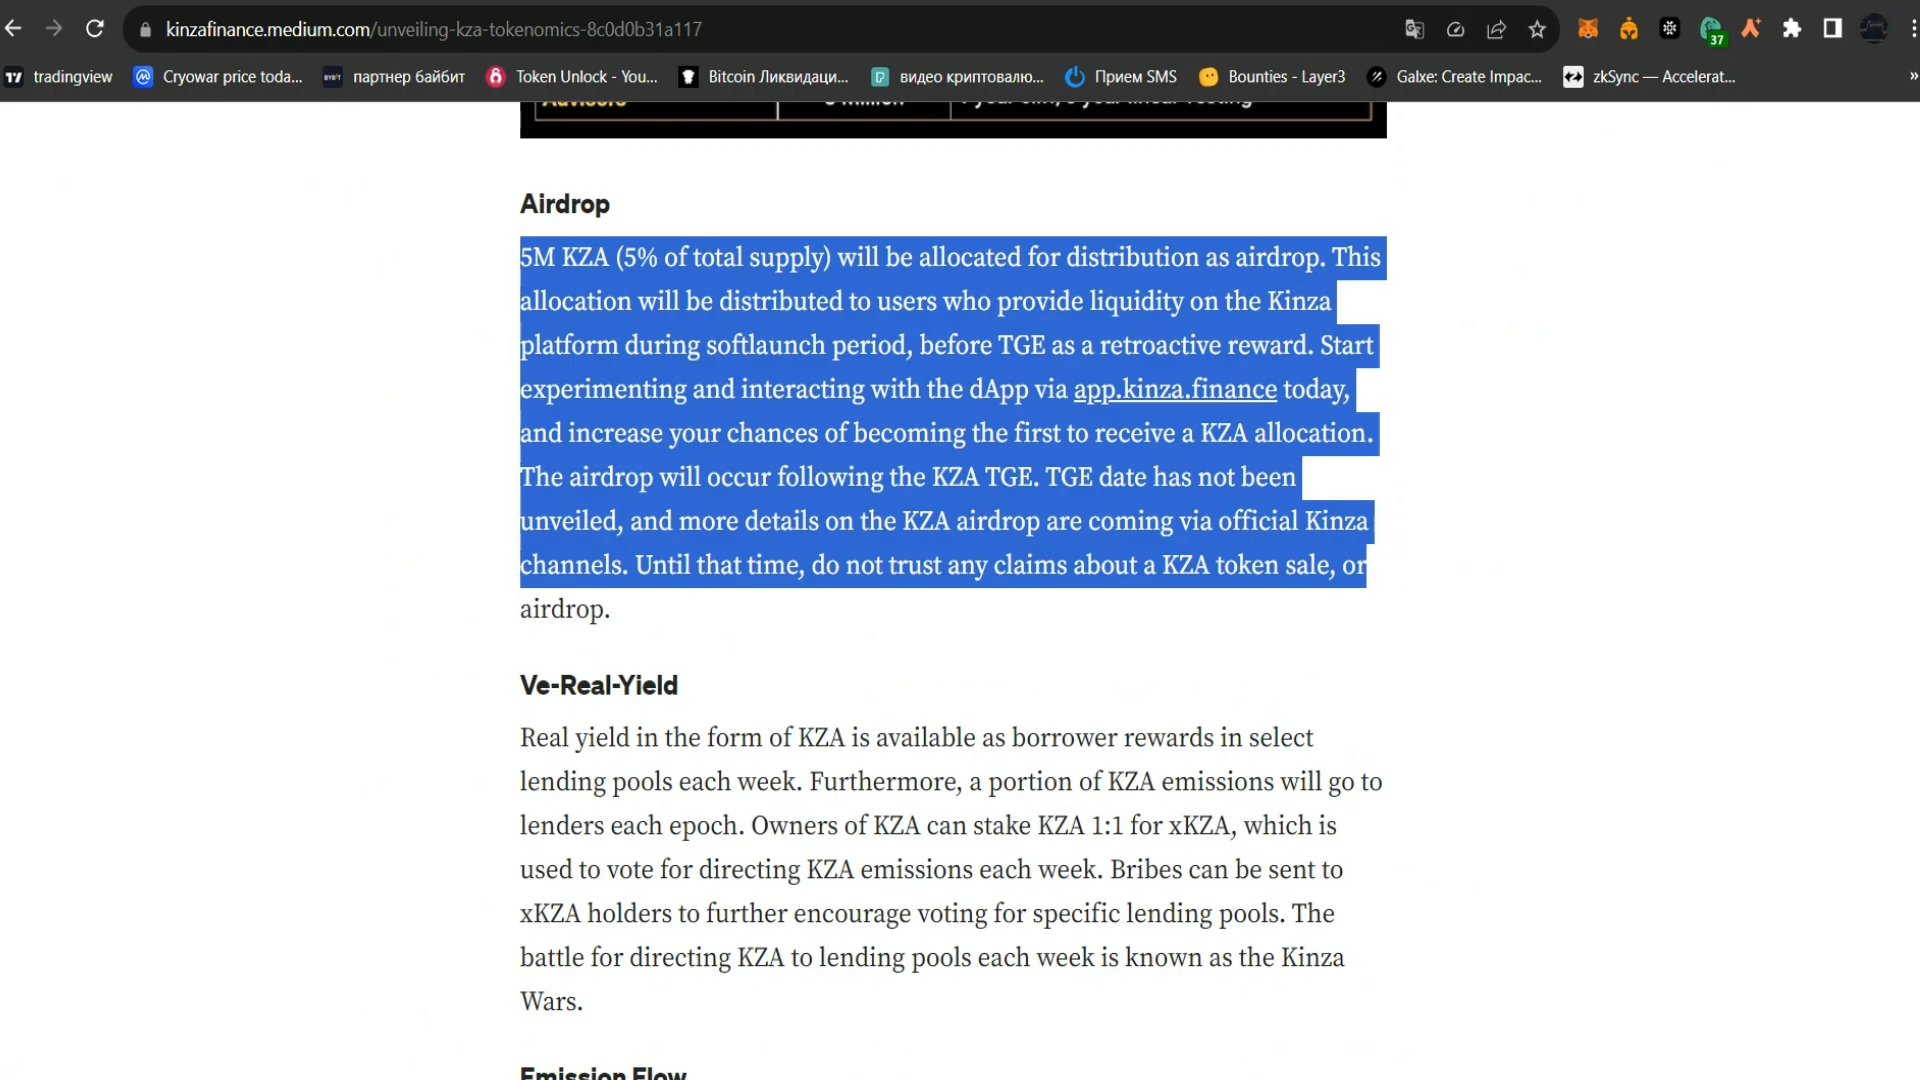 kinzafinance.medium.com/unveiling-kza-tokenomics-8c0d0b31a117
37
tradingview
Cryowar price toda...
партнер байбит
Token Unlock - You...
Bitcoin Ликвидаци...
видео криптовалю...
Прием SMS
Bounties - Layer3
Galxe: Create Impac...
zkSync — Accelerat...
»
Airdrop
5M KZA (5% of total supply) will be allocated for distribution as airdrop. This
allocation will be distributed to users who provide liquidity on the Kinza
platform during softlaunch period, before TGE as a retroactive reward. Start
experimenting and interacting with the dApp via app.kinza.finance today,
and increase your chances of becoming the first to receive a KZA allocation.
The airdrop will occur following the KZA TGE. TGE date has not been
unveiled, and more details on the KZA airdrop are coming via official Kinza
channels. Until that time, do not trust any claims about a KZA token sale, or
airdrop.
Ve-Real-Yield
Real yield in the form of KZA is available as borrower rewards in select
lending pools each week. Furthermore, a portion of KZA emissions will go to
lenders each epoch. Owners of KZA can stake KZA 1:1 for xKZA, which is
used to vote for directing KZA emissions each week. Bribes can be sent to
xKZA holders to further encourage voting for specific lending pools. The
battle for directing KZA to lending pools each week is known as the Kinza
Wars.
Emission Flow